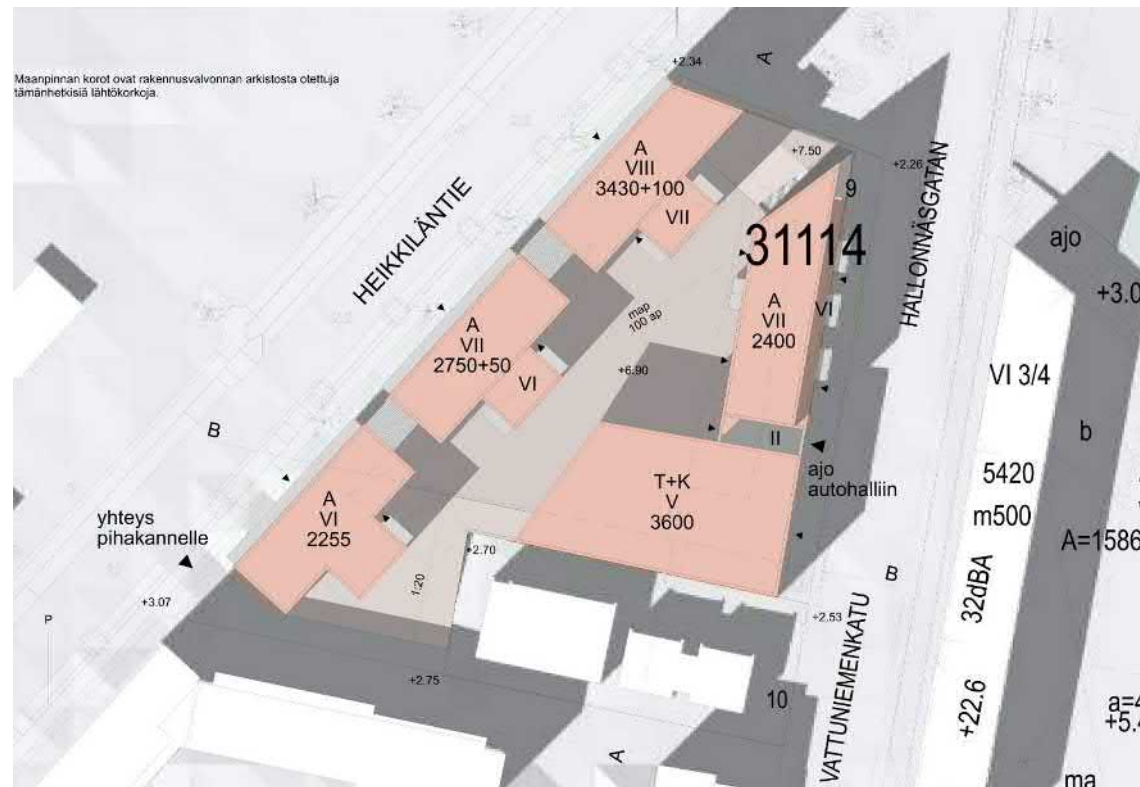 Maanpinnan korot ovat rakennusvalvonnan arkistosta otettuja
tämänhetkisiä lähtökorkoja.
+2.34
A
HEIKKILÄNTIE
A
VIII
3430+100
VII
+7.50
+2.26
9
HALLONNÄSGATAN
31114
ajo
+3.0
A
VII
2750+50
VI
map
100 ap
A
VII
2400
VI
+6.90
VI 3/4
B
II
ajo
autohalliin
b
5420
m500
A
VI
2255
T+K
V
3600
yhteys
pihakannelle
A=1586
+2.70
1:20
B
32dBA
+3.07
P
+2.53
+2.75
10
VATTUNIEMENKATU
+22.6
a=4
+5.4
A
ma